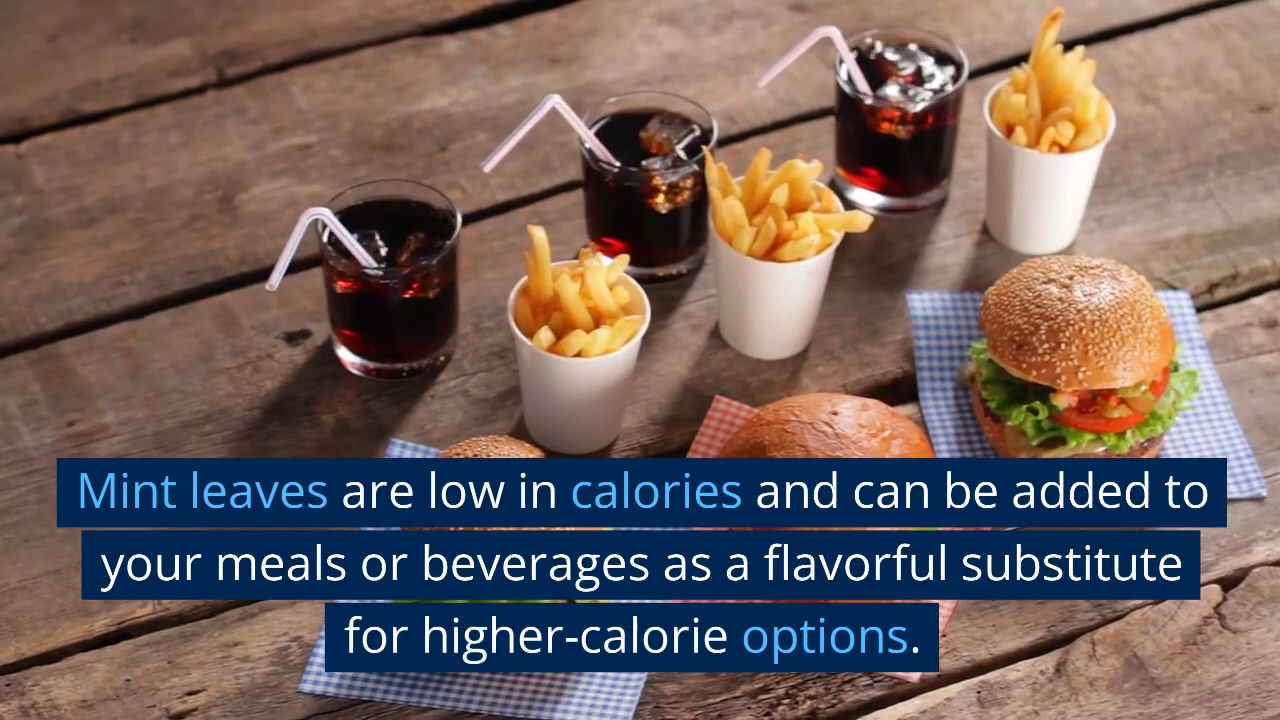 Mint leaves are low in calories and can be added to
your meals or beverages as a flavorful substitute
for higher-calorie options.